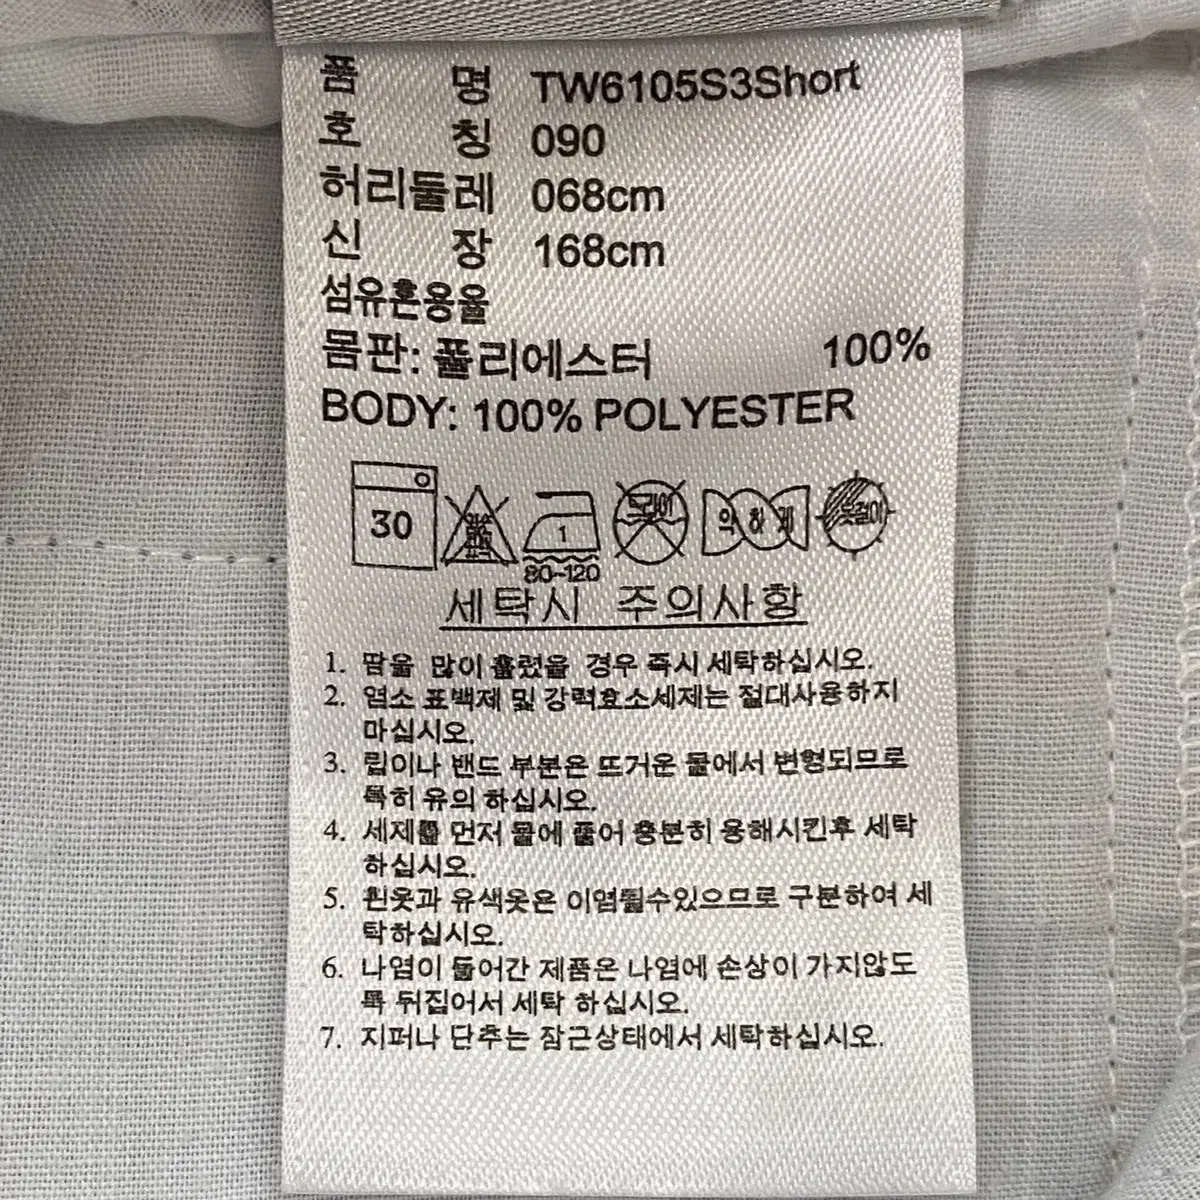 품 명 TW6105S3Short
호 칭 090
허리둘레 068cm
신 장 168cm
섬유혼용율
몸판: 폴리에스터 100%
BODY: 100% POLYESTER
30
1
80-120
드라이
약하게
옷걸이
세탁시 주의사항
1. 땀을 많이 흘렸을 경우 즉시 세탁하십시오.
2. 염소 표백제 및 강력효소세제는 절대사용하지
마십시오.
3. 립이나 밴드 부분은 뜨거운 물에서 변형되므로
특히 유의 하십시오.
4. 세제를 먼저 물에 풀어 충분히 용해시킨후 세탁
하십시오.
5. 흰옷과 유색옷은 이염될수있으므로 구분하여 세
탁하십시오.
6. 나염이 들어간 제품은 나염에 손상이 가지않도
록 뒤집어서 세탁 하십시오.
7. 지퍼나 단추는 잠근상태에서 세탁하십시오.